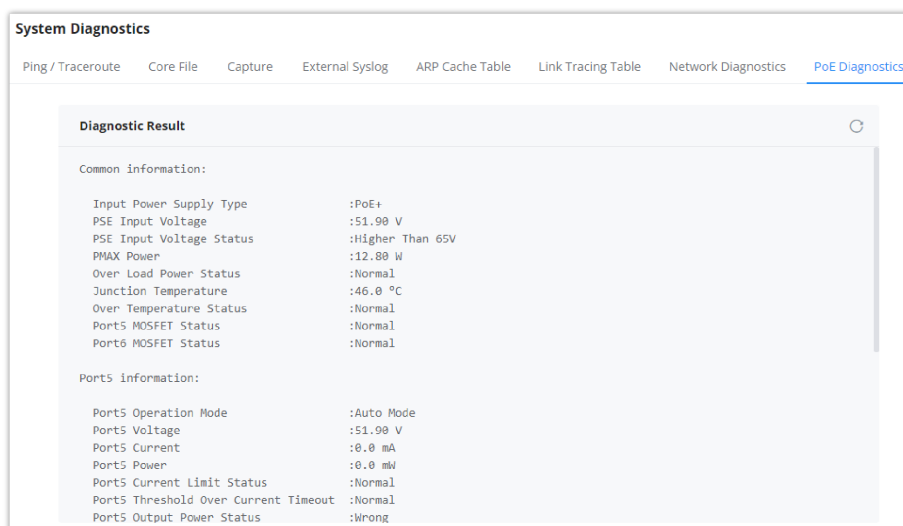 System Diagnostics
Ping / Traceroute Core File Capture External Syslog ARP Cache Table Link Tracing Table Network Diagnostics PoE Diagnostics
Diagnostic Result
Common information:
Input Power Supply Type :PoE+
PSE Input Voltage :51.90 V
PSE Input Voltage Status :Higher Than 65V
PMAX Power :12.80 W
Over Load Power Status :Normal
Junction Temperature :46.0 °C
Over Temperature Status :Normal
Port5 MOSFET Status :Normal
Port6 MOSFET Status :Normal
Port5 information:
Port5 Operation Mode :Auto Mode
Port5 Voltage :51.90 V
Port5 Current :0.0 mA
Port5 Power :0.0 mW
Port5 Current Limit Status :Normal
Port5 Threshold Over Current Timeout :Normal
Port5 Output Power Status :Wrong